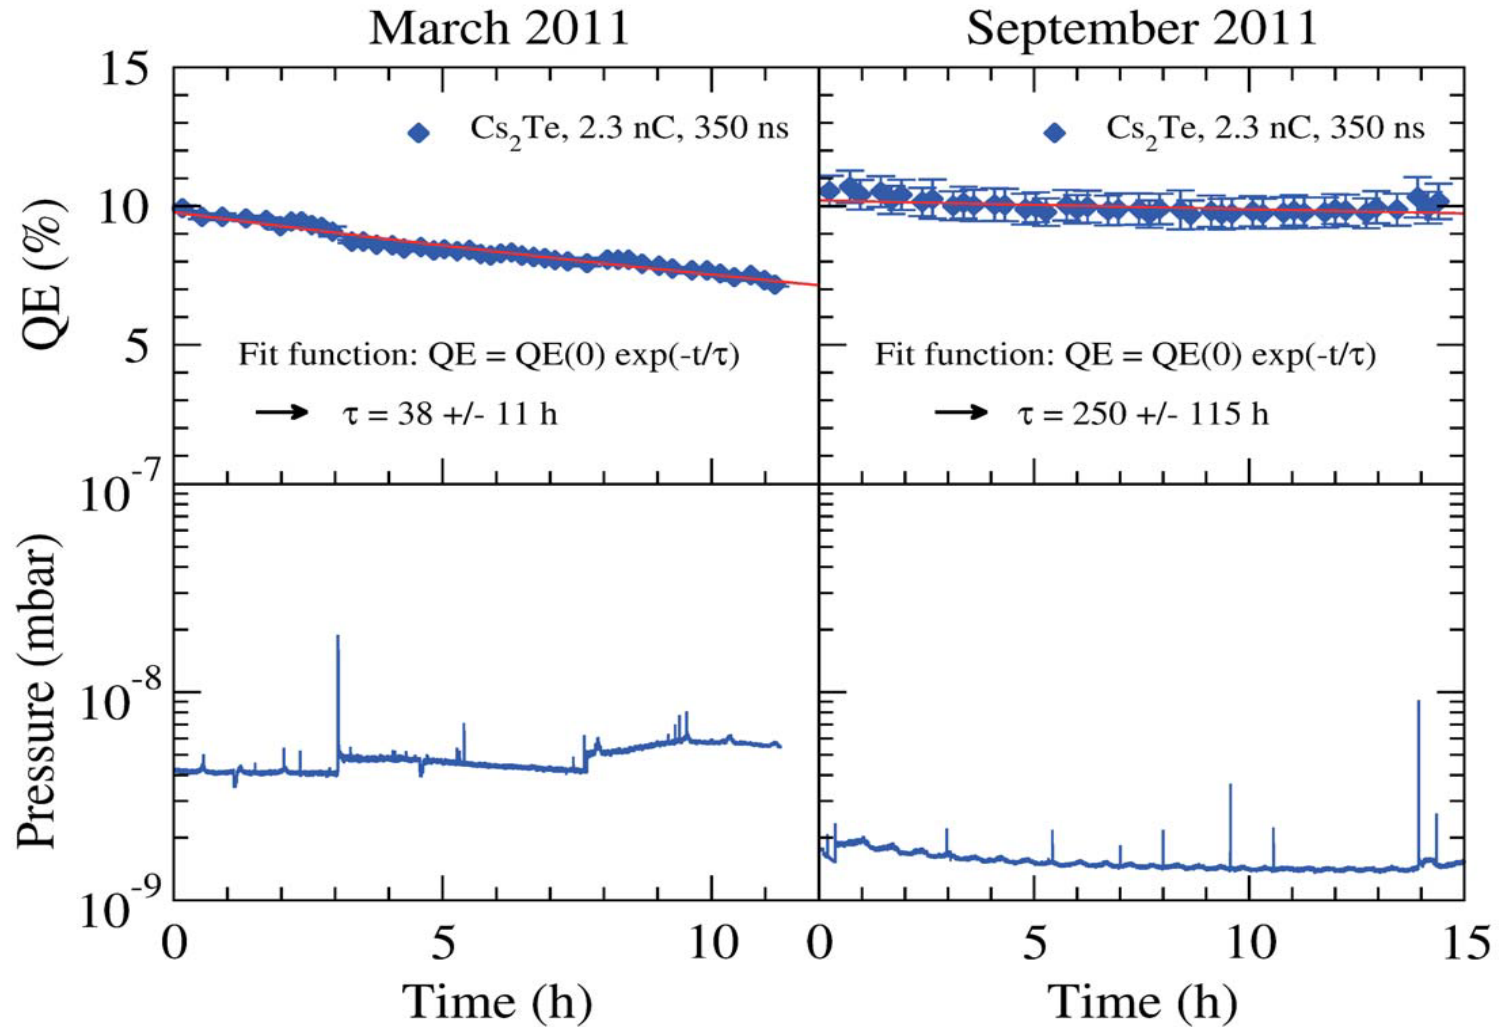 March 2011
September 2011
15
10
5
QE (%)
Cs₂Te, 2.3 nC, 350 ns
Fit function: QE = QE(0) exp(-t/τ)
τ = 38 +/- 11 h
Cs₂Te, 2.3 nC, 350 ns
Fit function: QE = QE(0) exp(-t/τ)
τ = 250 +/- 115 h
10⁻⁷
10⁻⁸
10⁻⁹
Pressure (mbar)
0 5 10 0 5 10 15
Time (h)
Time (h)